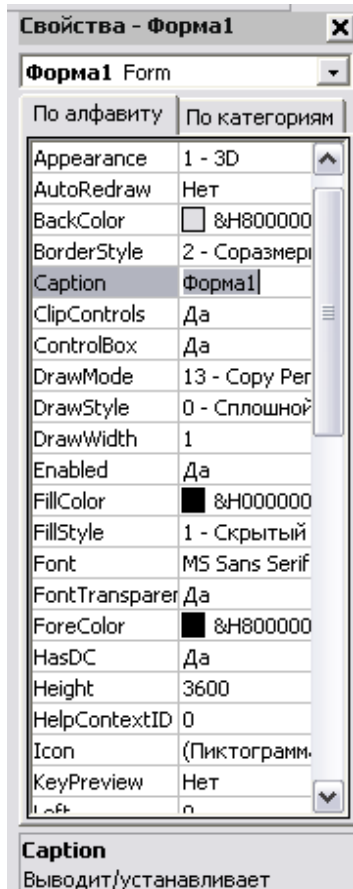 Свойства - Форма1
Форма1 Form
По алфавиту По категориям
Appearance 1 - 3D
AutoRedraw Нет
BackColor &H800000
BorderStyle 2 - Соразмер
Caption Форма1
ClipControls Да
ControlBox Да
DrawMode 13 - Copy Per
DrawStyle 0 - Сплошной
DrawWidth 1
Enabled Да
FillColor &H000000
FillStyle 1 - Скрытый
Font MS Sans Serif
FontTransparer Да
ForeColor &H800000
HasDC Да
Height 3600
HelpContextID 0
Icon (Пиктограмм
KeyPreview Нет
Left 0
Caption
Выводит/устанавливает